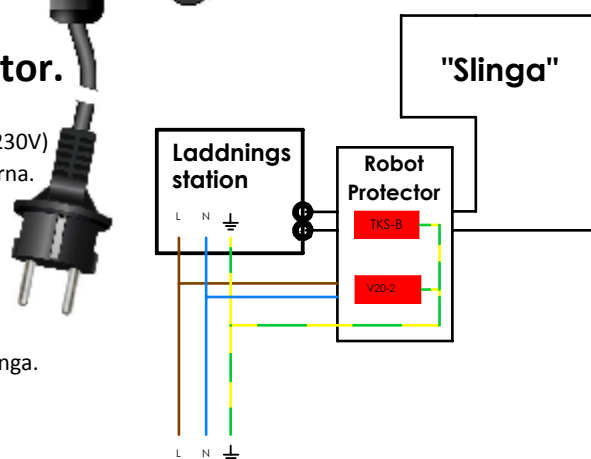 tor.
230V)
rna.
nga.
"Slinga"
Laddnings
station
L N
Robot
Protector
TKS-B
V20-2
L N